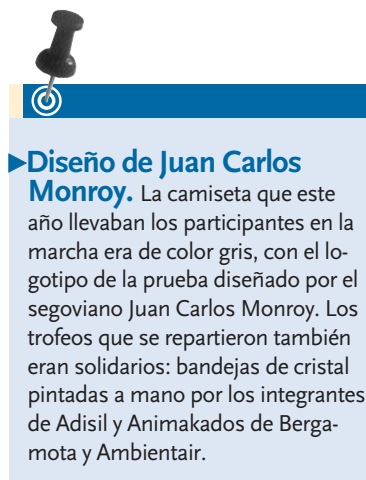 Diseño de Juan Carlos
Monroy. La camiseta que este
año llevaban los participantes en la
marcha era de color gris, con el lo-
gotipo de la prueba diseñado por el
segoviano Juan Carlos Monroy. Los
trofeos que se repartieron también
eran solidarios: bandejas de cristal
pintadas a mano por los integrantes
de Adisil y Animakados de Berga-
mota y Ambientair.